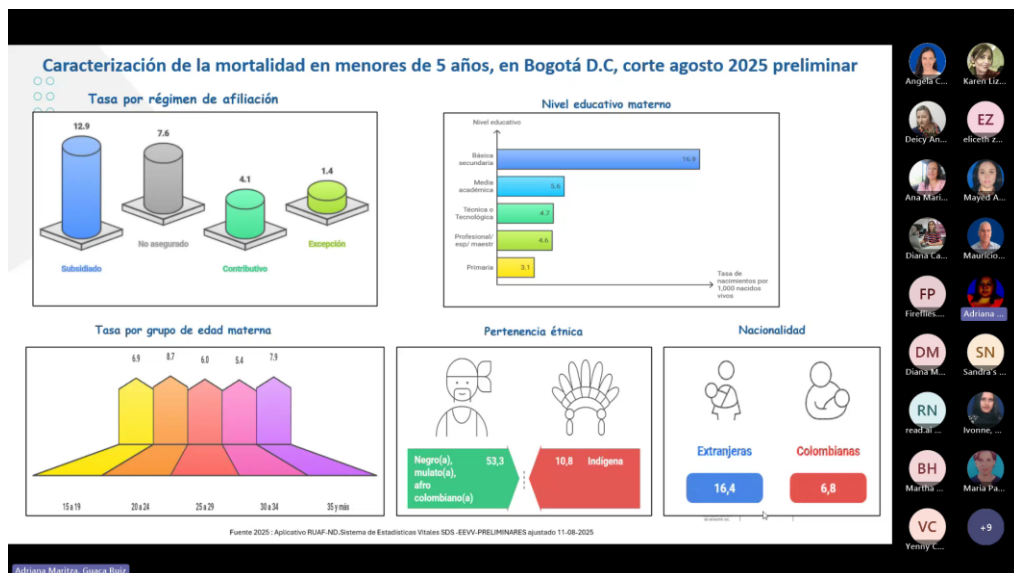 Caracterización de la mortalidad en menores de 5 años, en Bogotá D.C, corte agosto 2025 preliminar
Tasa por régimen de afiliación
12.9
7.6
4.1
1.4
Subsidiado
No asegurado
Contributivo
Excepción
Nivel educativo materno
Nivel educativo
Básica
secundaria
16.9
Media
académica
5.6
Técnica o
Tecnológica
4.7
Profesional/
esp/ maestr
4.6
Primaria
3.1
Tasa de
nacimientos por
1,000 nacidos
vivos
Tasa por grupo de edad materna
6.9
8.7
6.0
5.4
7.9
15 a 19
20 a 24
25 a 29
30 a 34
35 y más
Pertenencia étnica
Negro(a),
mulato(a),
afro
colombiano(a)
53,3
10,8 Indígena
Nacionalidad
Extranjeras
Colombianas
16,4
6,8
Fuente 2025 : Aplicativo RUAF-ND.Sistema de Estadísticas Vitales SDS -EEVV-PRELIMINARES ajustado 11-08-2025
Angela C...
Karen Liz...
Deicy An...
EZ
eliceth z...
Ana Mari...
Mayed A...
Diana Ca...
Mauricio...
FP
Fireflies....
Adriana ...
DM
Diana M...
SN
Sandra's ...
RN
read.ai ...
Ivonne, ...
BH
Martha ...
Maria Pa...
VC
Yenny C...
+9
Adriana Maritza, Guaca Ruiz